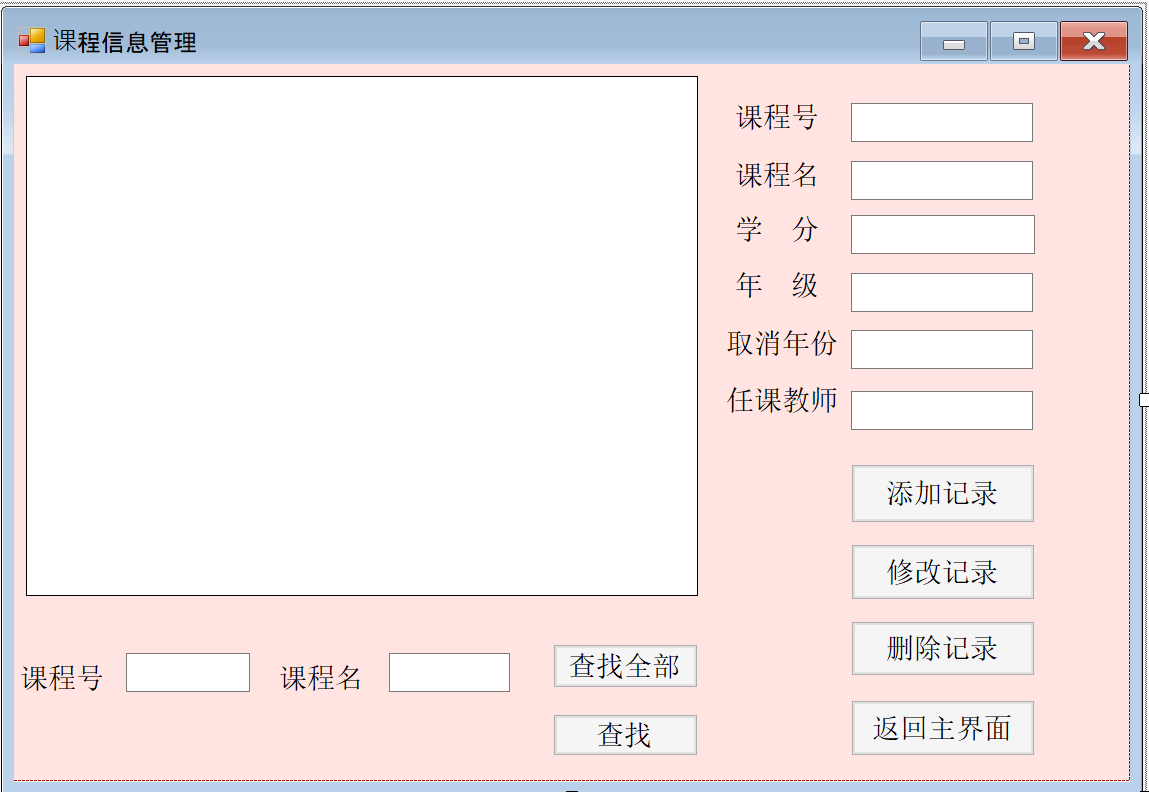 课程信息管理
课程号
课程名
学 分
年 级
取消年份
任课教师
添加记录
修改记录
删除记录
返回主界面
课程号 课程名 查找全部
查找